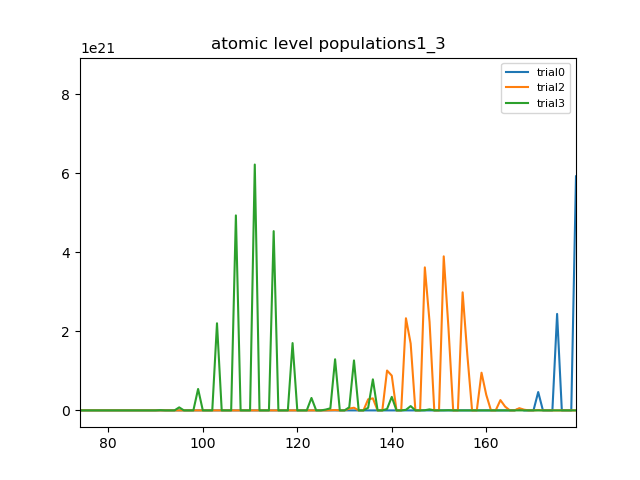 atomic level populations1_3
1e21
trial0
trial2
trial3
8
6
4
2
0
80 100 120 140 160